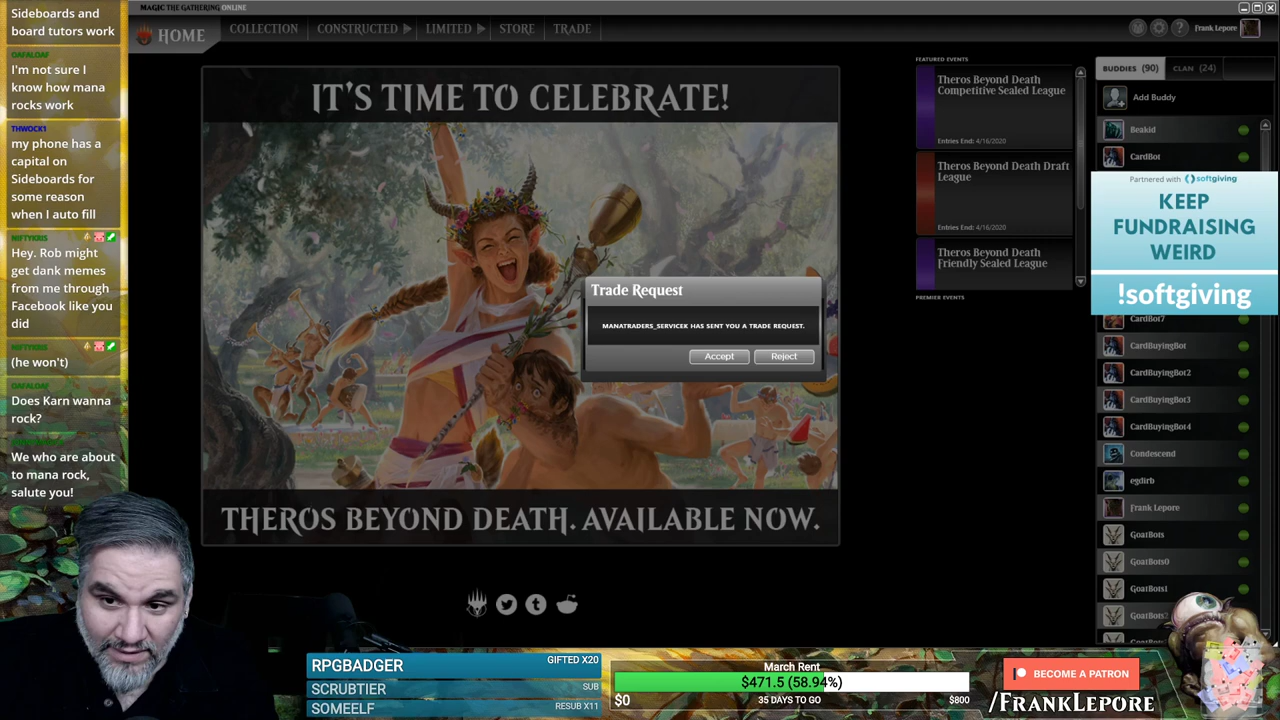 Sideboards and
board tutors work
OAFALOAF
I'm not sure I
know how mana
rocks work
THWOCK1
my phone has a
capital on
Sideboards for
some reason
when I auto fill
NIFTYKRIS
Hey. Rob might
get dank memes
from me through
Facebook like you
did
NIFTYKRIS
(he won't)
OAFALOAF
Does Karn wanna
rock?
We who are about
to mana rock,
salute you!
MAGIC THE GATHERING ONLINE
HOME
COLLECTION
CONSTRUCTED
LIMITED
STORE
TRADE
Frank Lepore
IT'S TIME TO CELEBRATE!
THEROS BEYOND DEATH. AVAILABLE NOW.
Trade Request
MANATRADERS_SERVICEK HAS SENT YOU A TRADE REQUEST.
Accept
Reject
FEATURED EVENTS
Theros Beyond Death
Competitive Sealed League
Entries End: 4/16/2020
Theros Beyond Death Draft
League
Entries End: 4/16/2020
Theros Beyond Death
Friendly Sealed League
PREMIER EVENTS
BUDDIES (90)
CLAN (24)
Add Buddy
Beakid
CardBot
Partnered with softgiving
KEEP
FUNDRAISING
WEIRD
!softgiving
CardBot7
CardBuyingBot
CardBuyingBot2
CardBuyingBot3
CardBuyingBot4
Condescend
egdirb
Frank Lepore
GoatBots
GoatBots0
GoatBots1
RPGBADGER
GIFTED X20
SCRUBTIER
SUB
SOMEELF
RESUB X11
March Rent
$471.5 (58.94%)
$0
35 DAYS TO GO
$800
BECOME A PATRON
/FRANKLEPORE